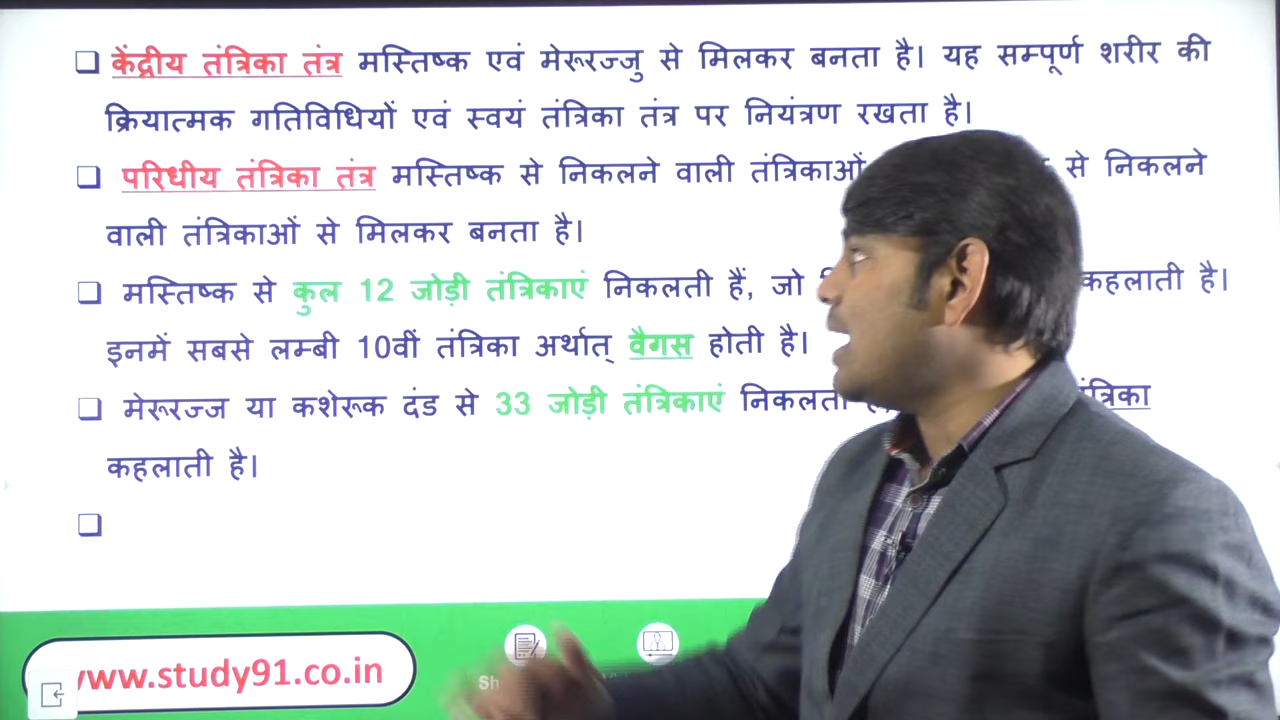 केंद्रीय तंत्रिका तंत्र मस्तिष्क एवं मेरूरज्जु से मिलकर बनता है। यह सम्पूर्ण शरीर की
क्रियात्मक गतिविधियों एवं स्वयं तंत्रिका तंत्र पर नियंत्रण रखता है।
परिधीय तंत्रिका तंत्र मस्तिष्क से निकलने वाली तंत्रिकाओं से निकलने
वाली तंत्रिकाओं से मिलकर बनता है।
मस्तिष्क से कुल 12 जोड़ी तंत्रिकाएं निकलती हैं, जो कहलाती है।
इनमें सबसे लम्बी 10वीं तंत्रिका अर्थात् वैगस होती है।
मेरूरज्ज या कशेरूक दंड से 33 जोड़ी तंत्रिकाएं
कहलाती है।
www.study91.co.in